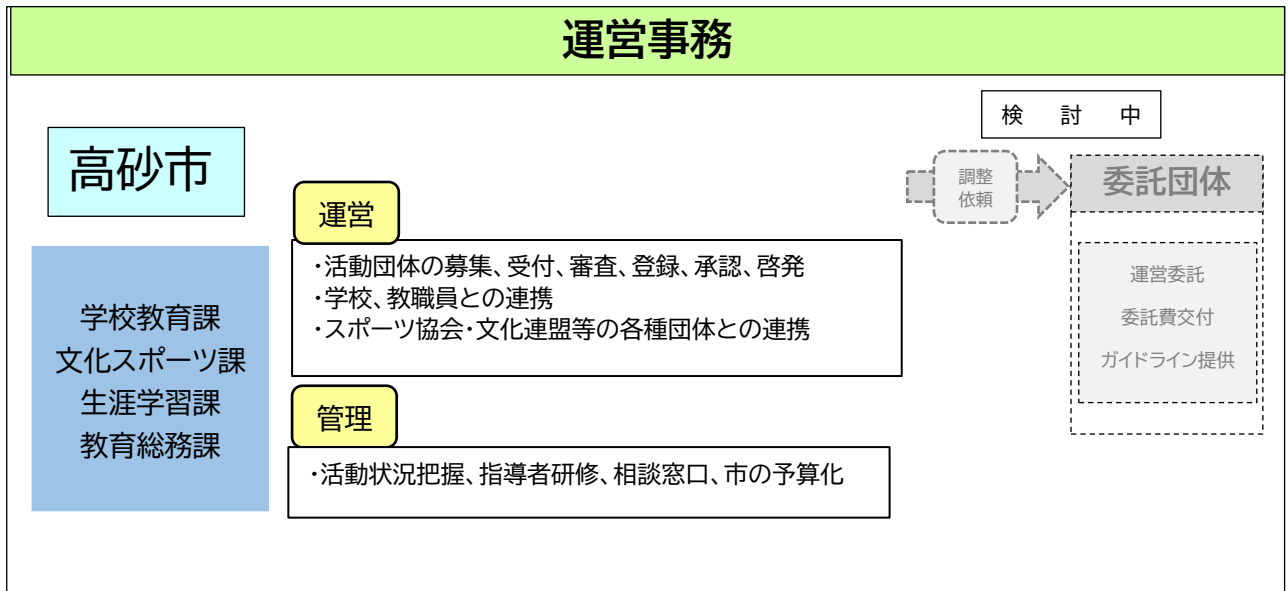 運営事務
検 討 中
高砂市
調整
依頼
委託団体
運営
・活動団体の募集、受付、審査、登録、承認、啓発
・学校、教職員との連携
・スポーツ協会・文化連盟等の各種団体との連携
学校教育課
文化スポーツ課
生涯学習課
教育総務課
運営委託
委託費交付
ガイドライン提供
管理
・活動状況把握、指導者研修、相談窓口、市の予算化